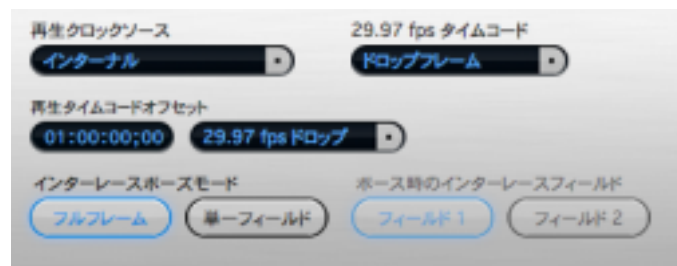 再生クロックソース 29.97 fps タイムコード
インターナル ドロップフレーム
再生タイムコードオフセット
01:00:00;00 29.97 fps ドロップ
インターレースポーズモード ポーズ時のインターレースフィールド
フルフレーム 単一フィールド フィールド 1 フィールド 2